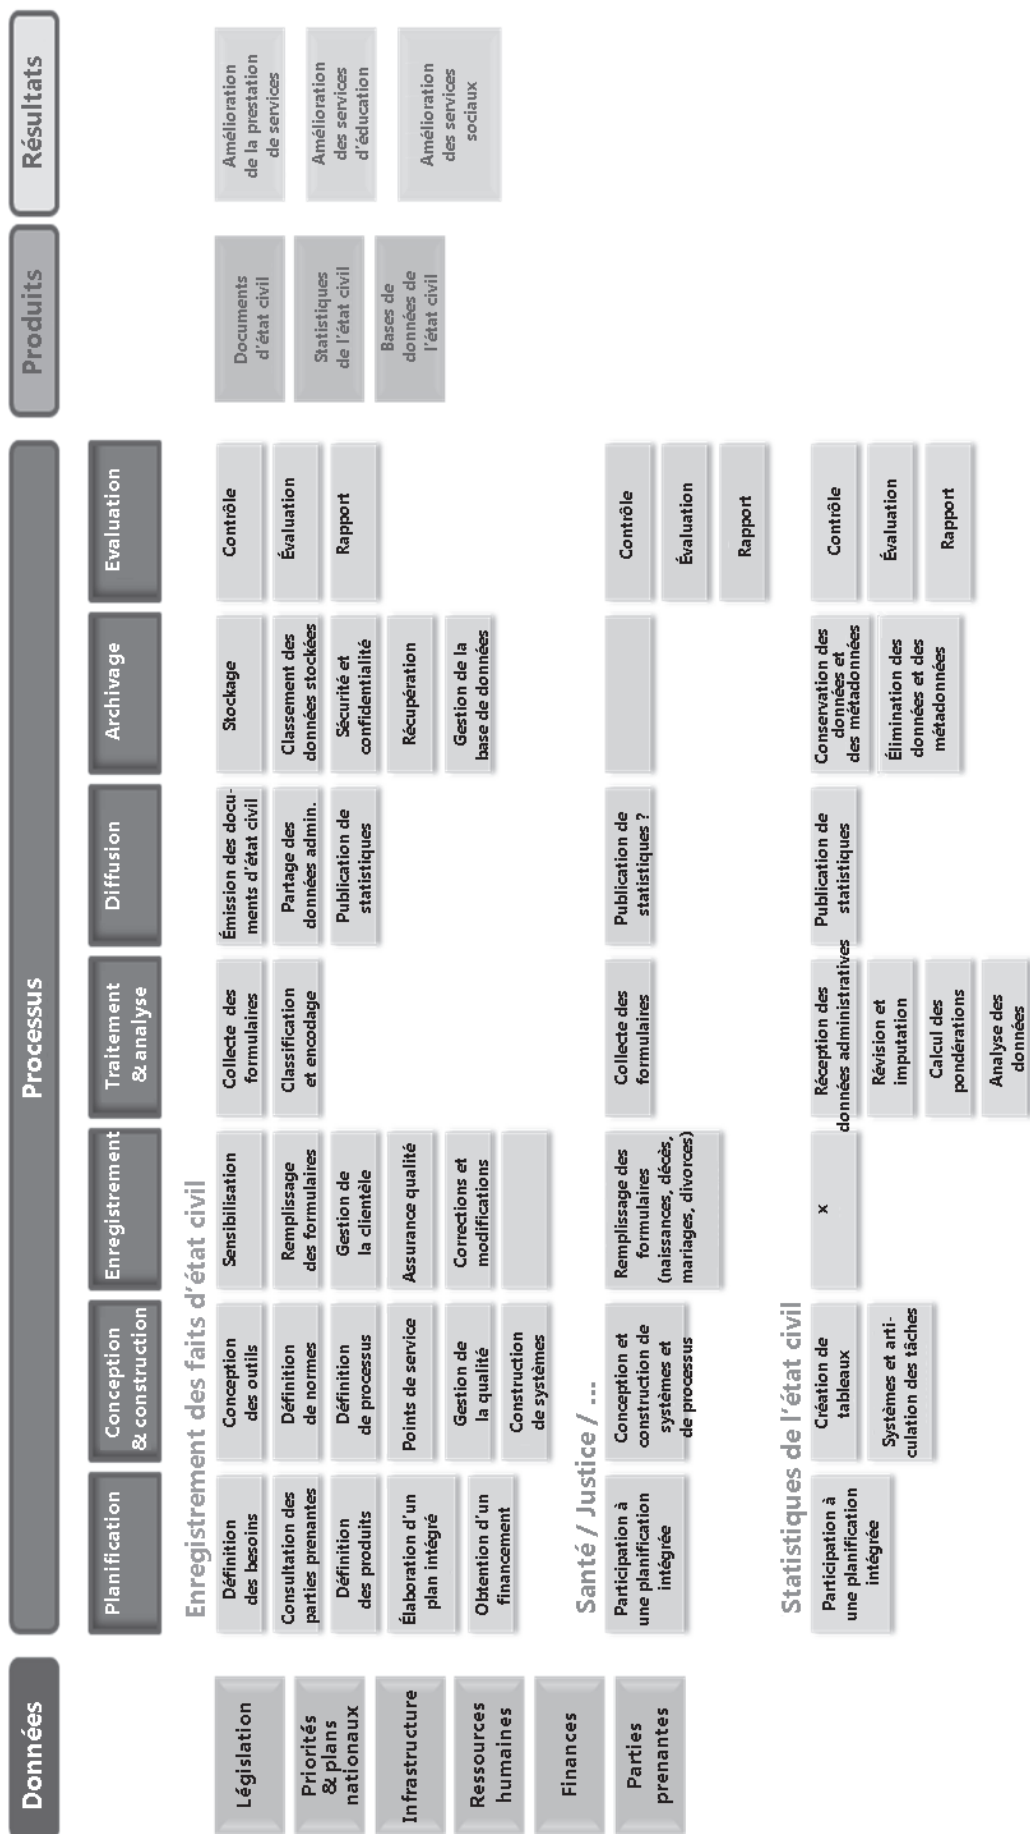 Données
Processus
Produits
Résultats
Planification
Conception
& construction
Enregistrement
Traitement
& analyse
Diffusion
Archivage
Evaluation
Législation
Priorités
& plans
nationaux
Infrastructure
Ressources
humaines
Finances
Parties
prenantes
Enregistrement des faits d'état civil
Définition
des besoins
Consultation des
parties prenantes
Définition
des produits
Élaboration d'un
plan intégré
Obtention d'un
financement
Conception
des outils
Définition
de normes
Définition
de processus
Points de service
Gestion de
la qualité
Construction
de systèmes
Sensibilisation
Remplissage
des formulaires
Gestion de
la clientèle
Assurance qualité
Corrections et
modifications
Collecte des
formulaires
Classification
et encodage
Émission des docu-
ments d'état civil
Partage des
données admin.
Publication de
statistiques
Stockage
Classement des
données stockées
Sécurité et
confidentialité
Récupération
Gestion de la
base de données
Contrôle
Évaluation
Rapport
Documents
d'état civil
Statistiques
de l'état civil
Bases de
données de
l'état civil
Amélioration
de la prestation
de services
Amélioration
des services
d'éducation
Amélioration
des services
sociaux
Santé / Justice / ...
Participation à
une planification
intégrée
Conception et
construction de
systèmes et
de processus
Remplissage des
formulaires
(naissances, décès,
mariages, divorces)
Collecte des
formulaires
Publication de
statistiques ?
Contrôle
Évaluation
Rapport
Statistiques de l'état civil
Participation à
une planification
intégrée
Création de
tableaux
Systèmes et arti-
culation des tâches
x
Réception des
données administratives
Révision et
imputation
Calcul des
pondérations
Analyse des
données
Publication de
statistiques
Conservation des
données et
des métadonnées
Élimination des
données et des
métadonnées
Contrôle
Évaluation
Rapport